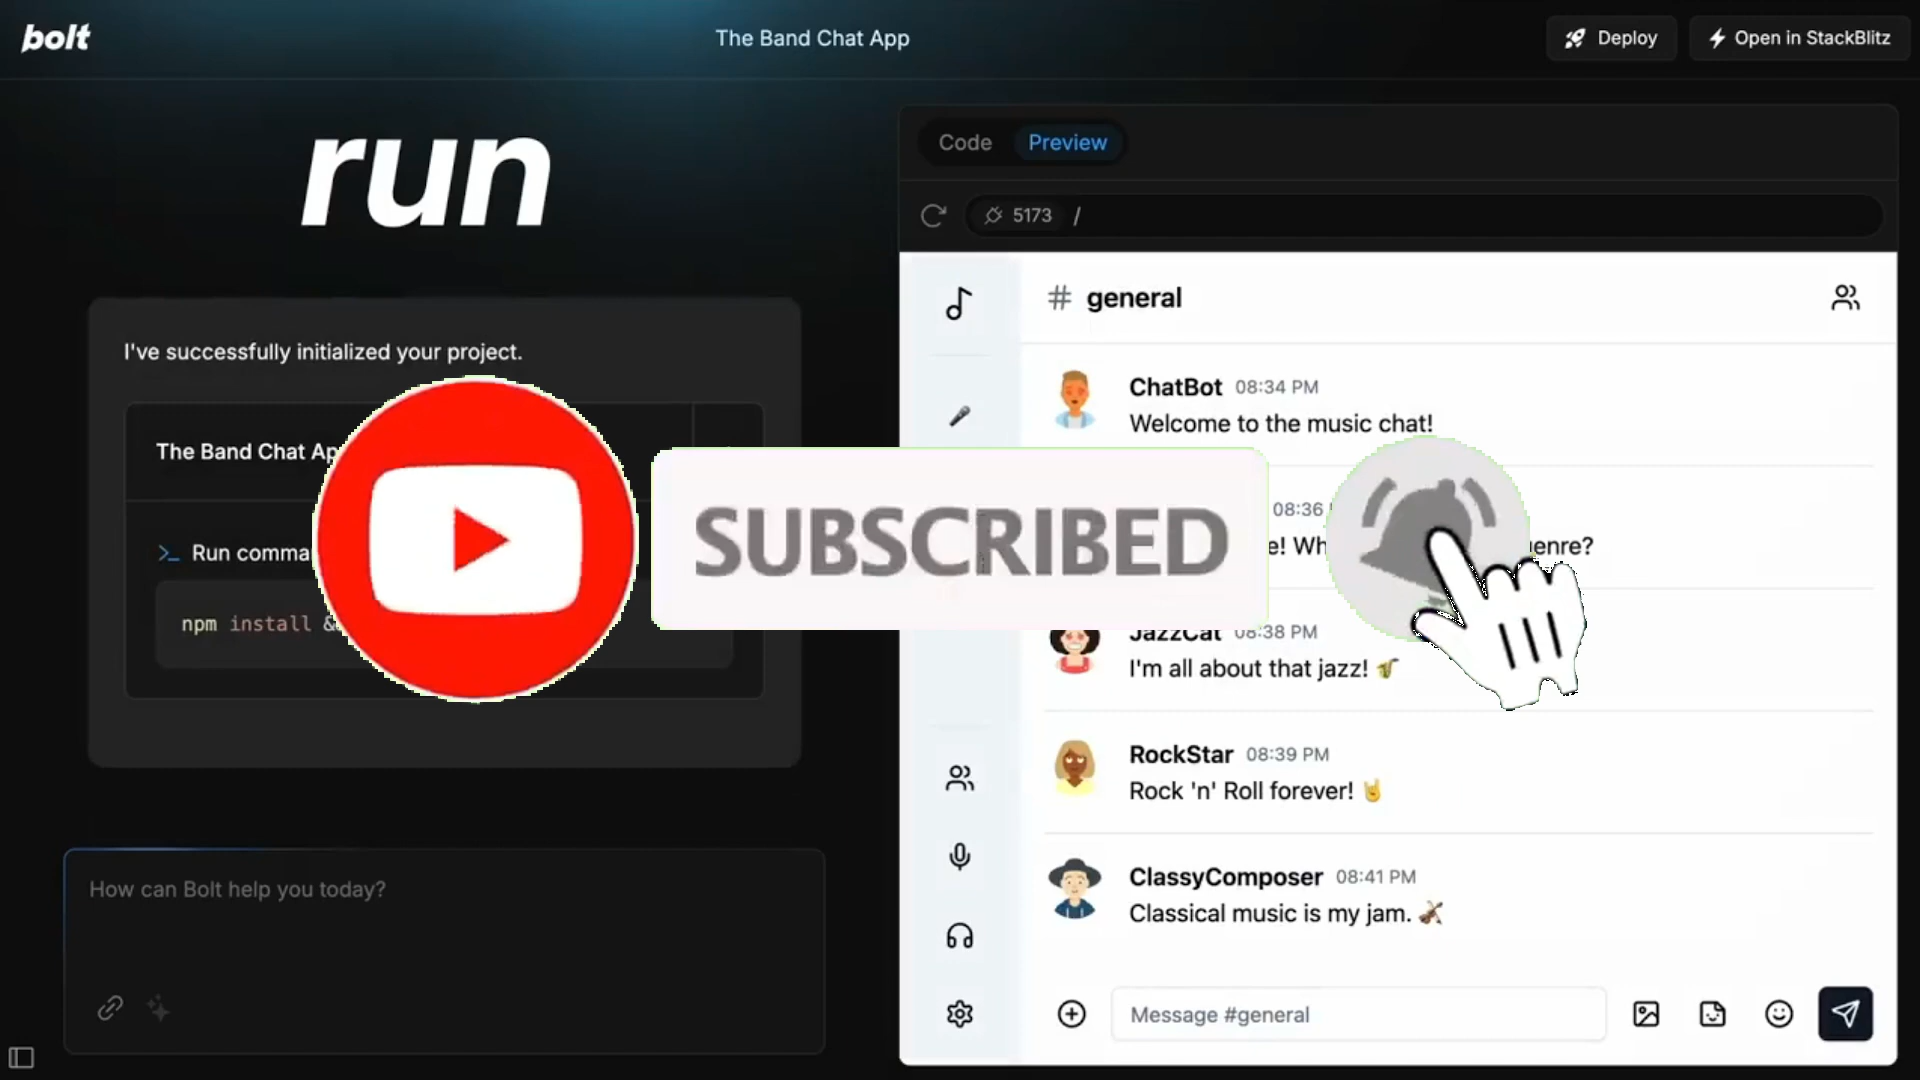 bolt
The Band Chat App
Deploy
Open in StackBlitz
run
Code
Preview
5173 /
I've successfully initialized your project.
The Band Chat
Run
npm install
SUBSCRIBED
# general
ChatBot 08:34 PM
Welcome to the music chat!
08:36
JazzCat 08:38 PM
I'm all about that jazz! 🎷
RockStar 08:39 PM
Rock 'n' Roll forever! 🤘
ClassyComposer 08:41 PM
Classical music is my jam. 🎻
Message #general
How can Bolt help you today?